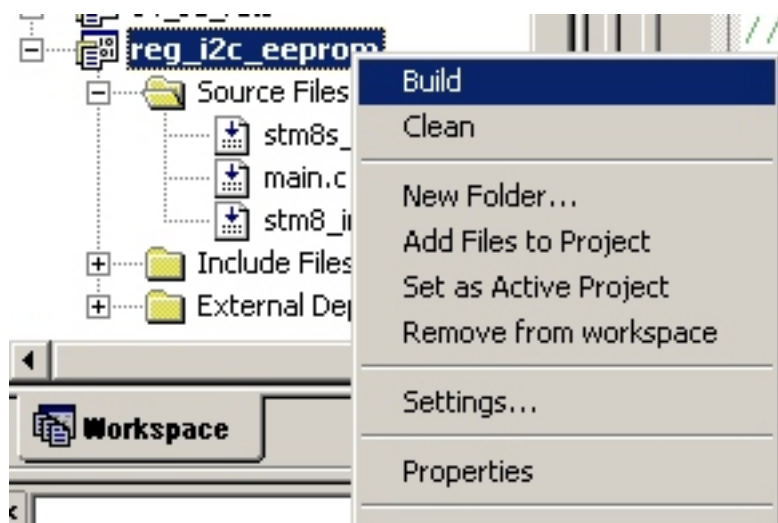 reg_i2c_eeprom
//
Build
Source Files
Clean
stm8s_
main.c
New Folder...
stm8_i
Add Files to Project
Include Files
Set as Active Project
External De
Remove from workspace
Settings...
Workspace
Properties